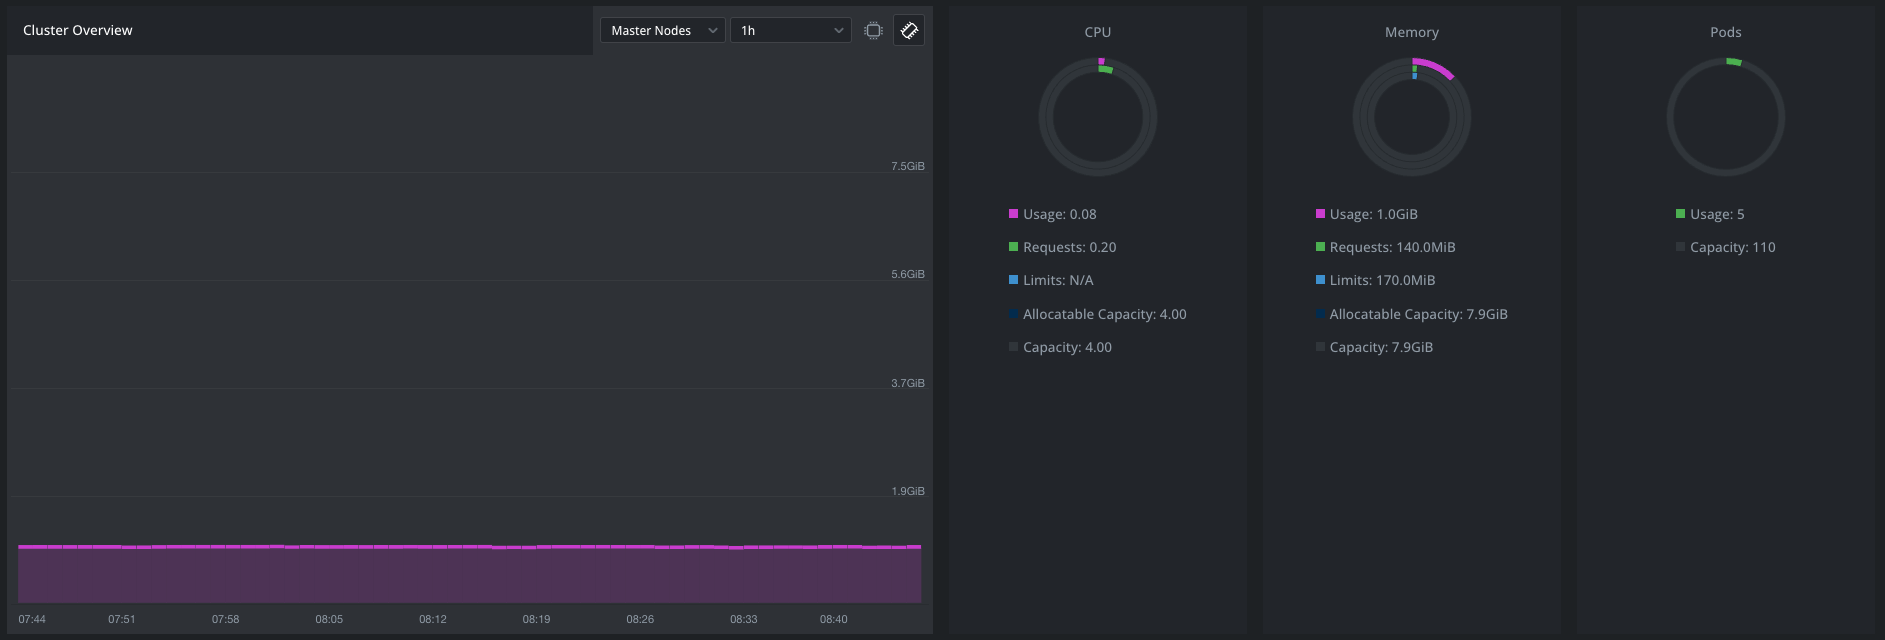 Cluster Overview
Master Nodes
1h
7.5GiB
5.6GiB
3.7GiB
1.9GiB
07:44 07:51 07:58 08:05 08:12 08:19 08:26 08:33 08:40
CPU
Usage: 0.08
Requests: 0.20
Limits: N/A
Allocatable Capacity: 4.00
Capacity: 4.00
Memory
Usage: 1.0GiB
Requests: 140.0MiB
Limits: 170.0MiB
Allocatable Capacity: 7.9GiB
Capacity: 7.9GiB
Pods
Usage: 5
Capacity: 110